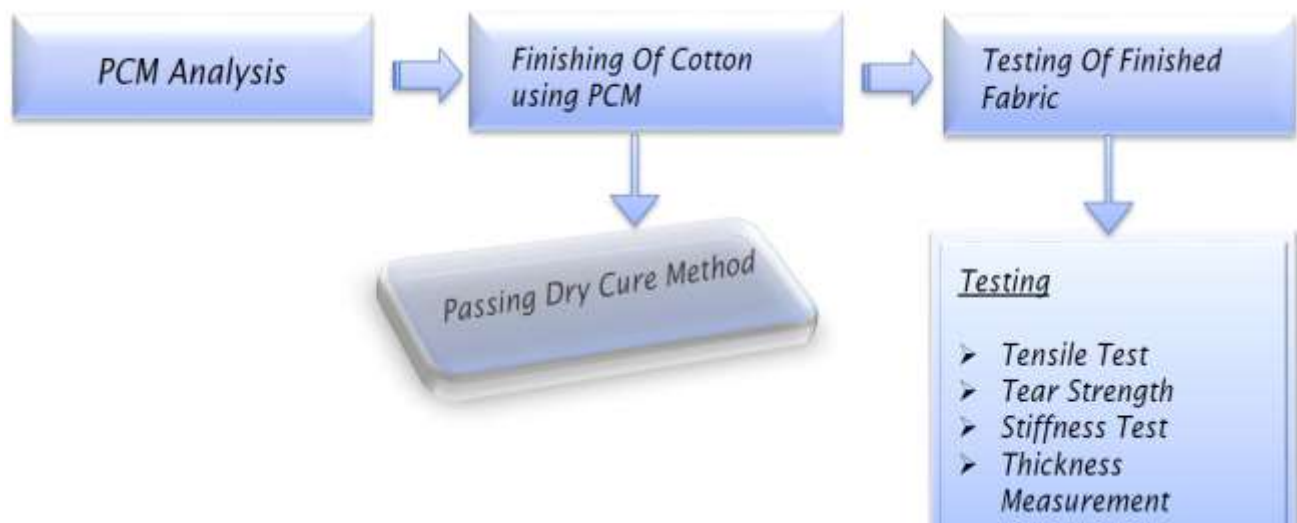 PCM Analysis
Finishing Of Cotton
using PCM
Testing Of Finished
Fabric
Passing Dry Cure Method
Testing
➤ Tensile Test
➤ Tear Strength
➤ Stiffness Test
➤ Thickness
Measurement